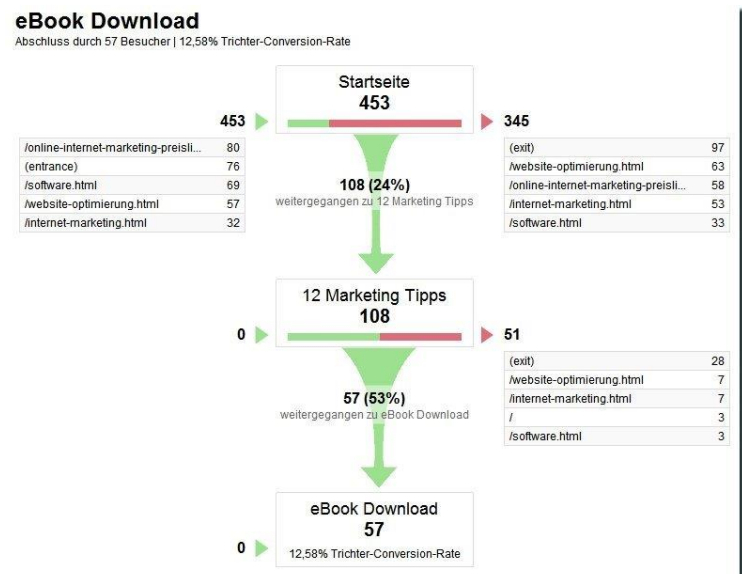 eBook Download
Abschluss durch 57 Besucher | 12,58% Trichter-Conversion-Rate
Startseite
453
453
345
/online-internet-marketing-preisli... 80
(entrance) 76
/software.html 69
/website-optimierung.html 57
/internet-marketing.html 32
(exit) 97
/website-optimierung.html 63
/online-internet-marketing-preisli... 58
/internet-marketing.html 53
/software.html 33
108 (24%)
weitergegangen zu 12 Marketing Tipps
12 Marketing Tipps
108
0
51
(exit) 28
/website-optimierung.html 7
/internet-marketing.html 7
/ 3
/software.html 3
57 (53%)
weitergegangen zu eBook Download
eBook Download
57
0
12,58% Trichter-Conversion-Rate